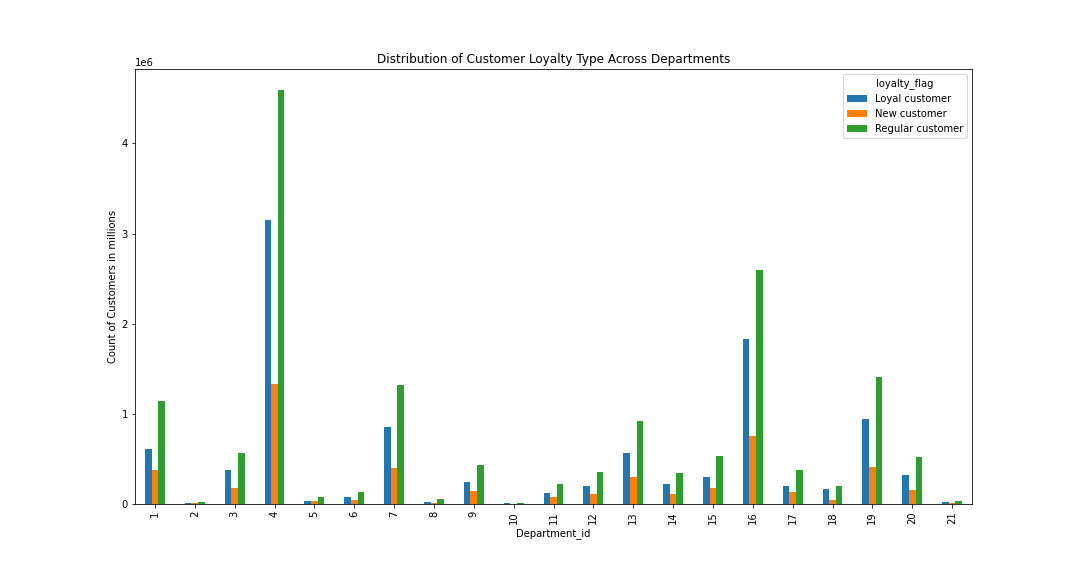 Distribution of Customer Loyalty Type Across Departments
1e6
loyalty_flag
Loyal customer
New customer
Regular customer
4
3
2
1
0
Count of Customers in millions
1 2 3 4 5 6 7 8 9 10 11 12 13 14 15 16 17 18 19 20 21
Department_id